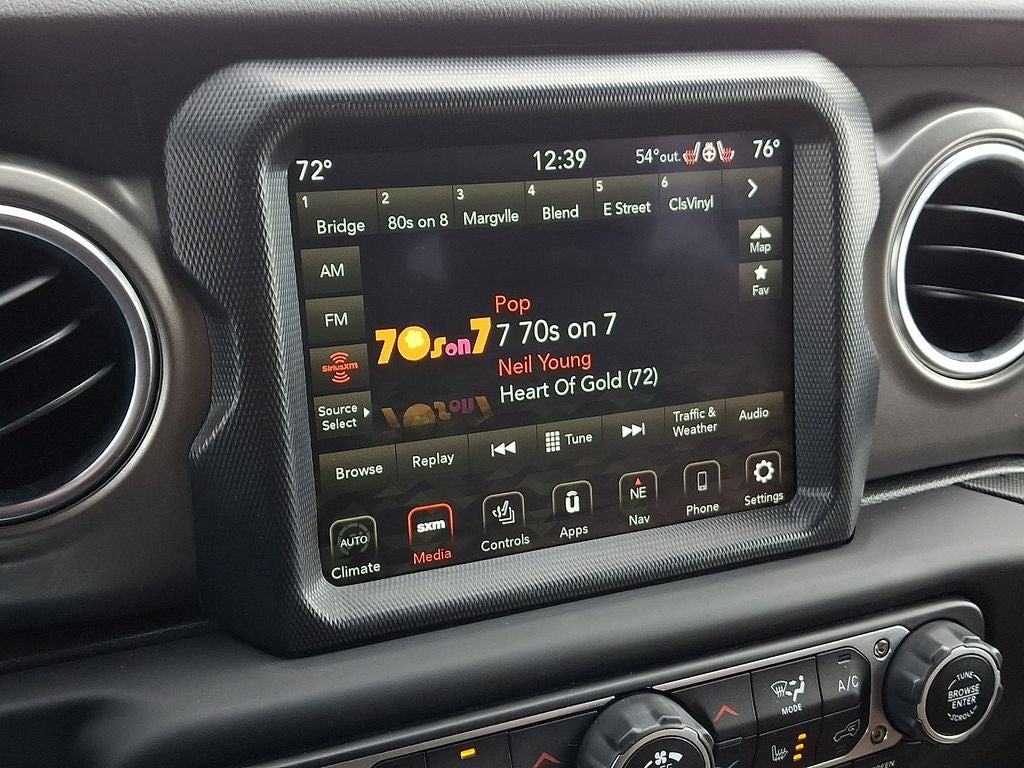 72° 12:39 54°out. 76°
1 Bridge
2 80s on 8
3 Margvlle
4 Blend
5 E Street
6 ClsVinyl
AM
FM
SiriusXM
Source
Select
Map
Fav
70s on 7
Pop
7 70s on 7
Neil Young
Heart Of Gold (72)
Browse
Replay
Tune
Traffic &
Weather
Audio
AUTO
Climate
sxm
Media
Controls
Apps
NE
Nav
Phone
Settings
MODE
A/C
TUNE
BROWSE
ENTER
SCROLL